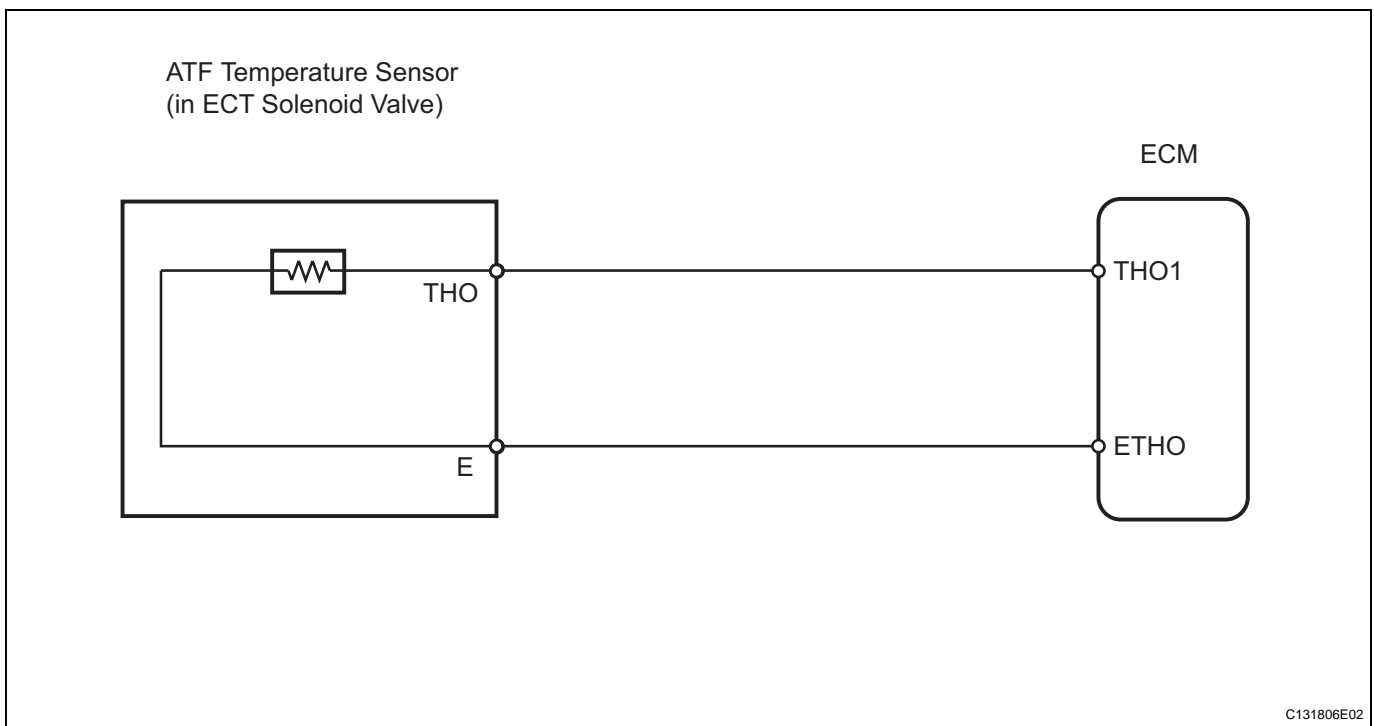 ATF Temperature Sensor
(in ECT Solenoid Valve)
ECM
THO
THO1
E
ETHO
C131806E02